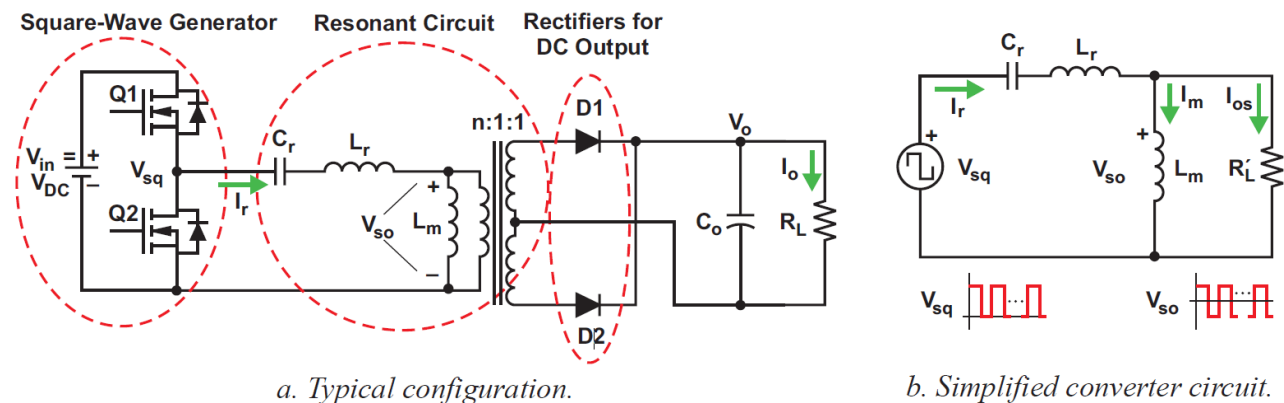 Square-Wave Generator
Resonant Circuit
Rectifiers for
DC Output
Q1
Vin =
VDC
+
–
Vsq
Q2
Ir
Cr
Lr
+
Vso
Lm
–
n:1:1
D1
D2
Vo
Io
Co
RL
a. Typical configuration.
Cr
Lr
Ir
Im
Ios
+
Vsq
+
Vso
Lm
R´L
Vsq
...
Vso
...
b. Simplified converter circuit.